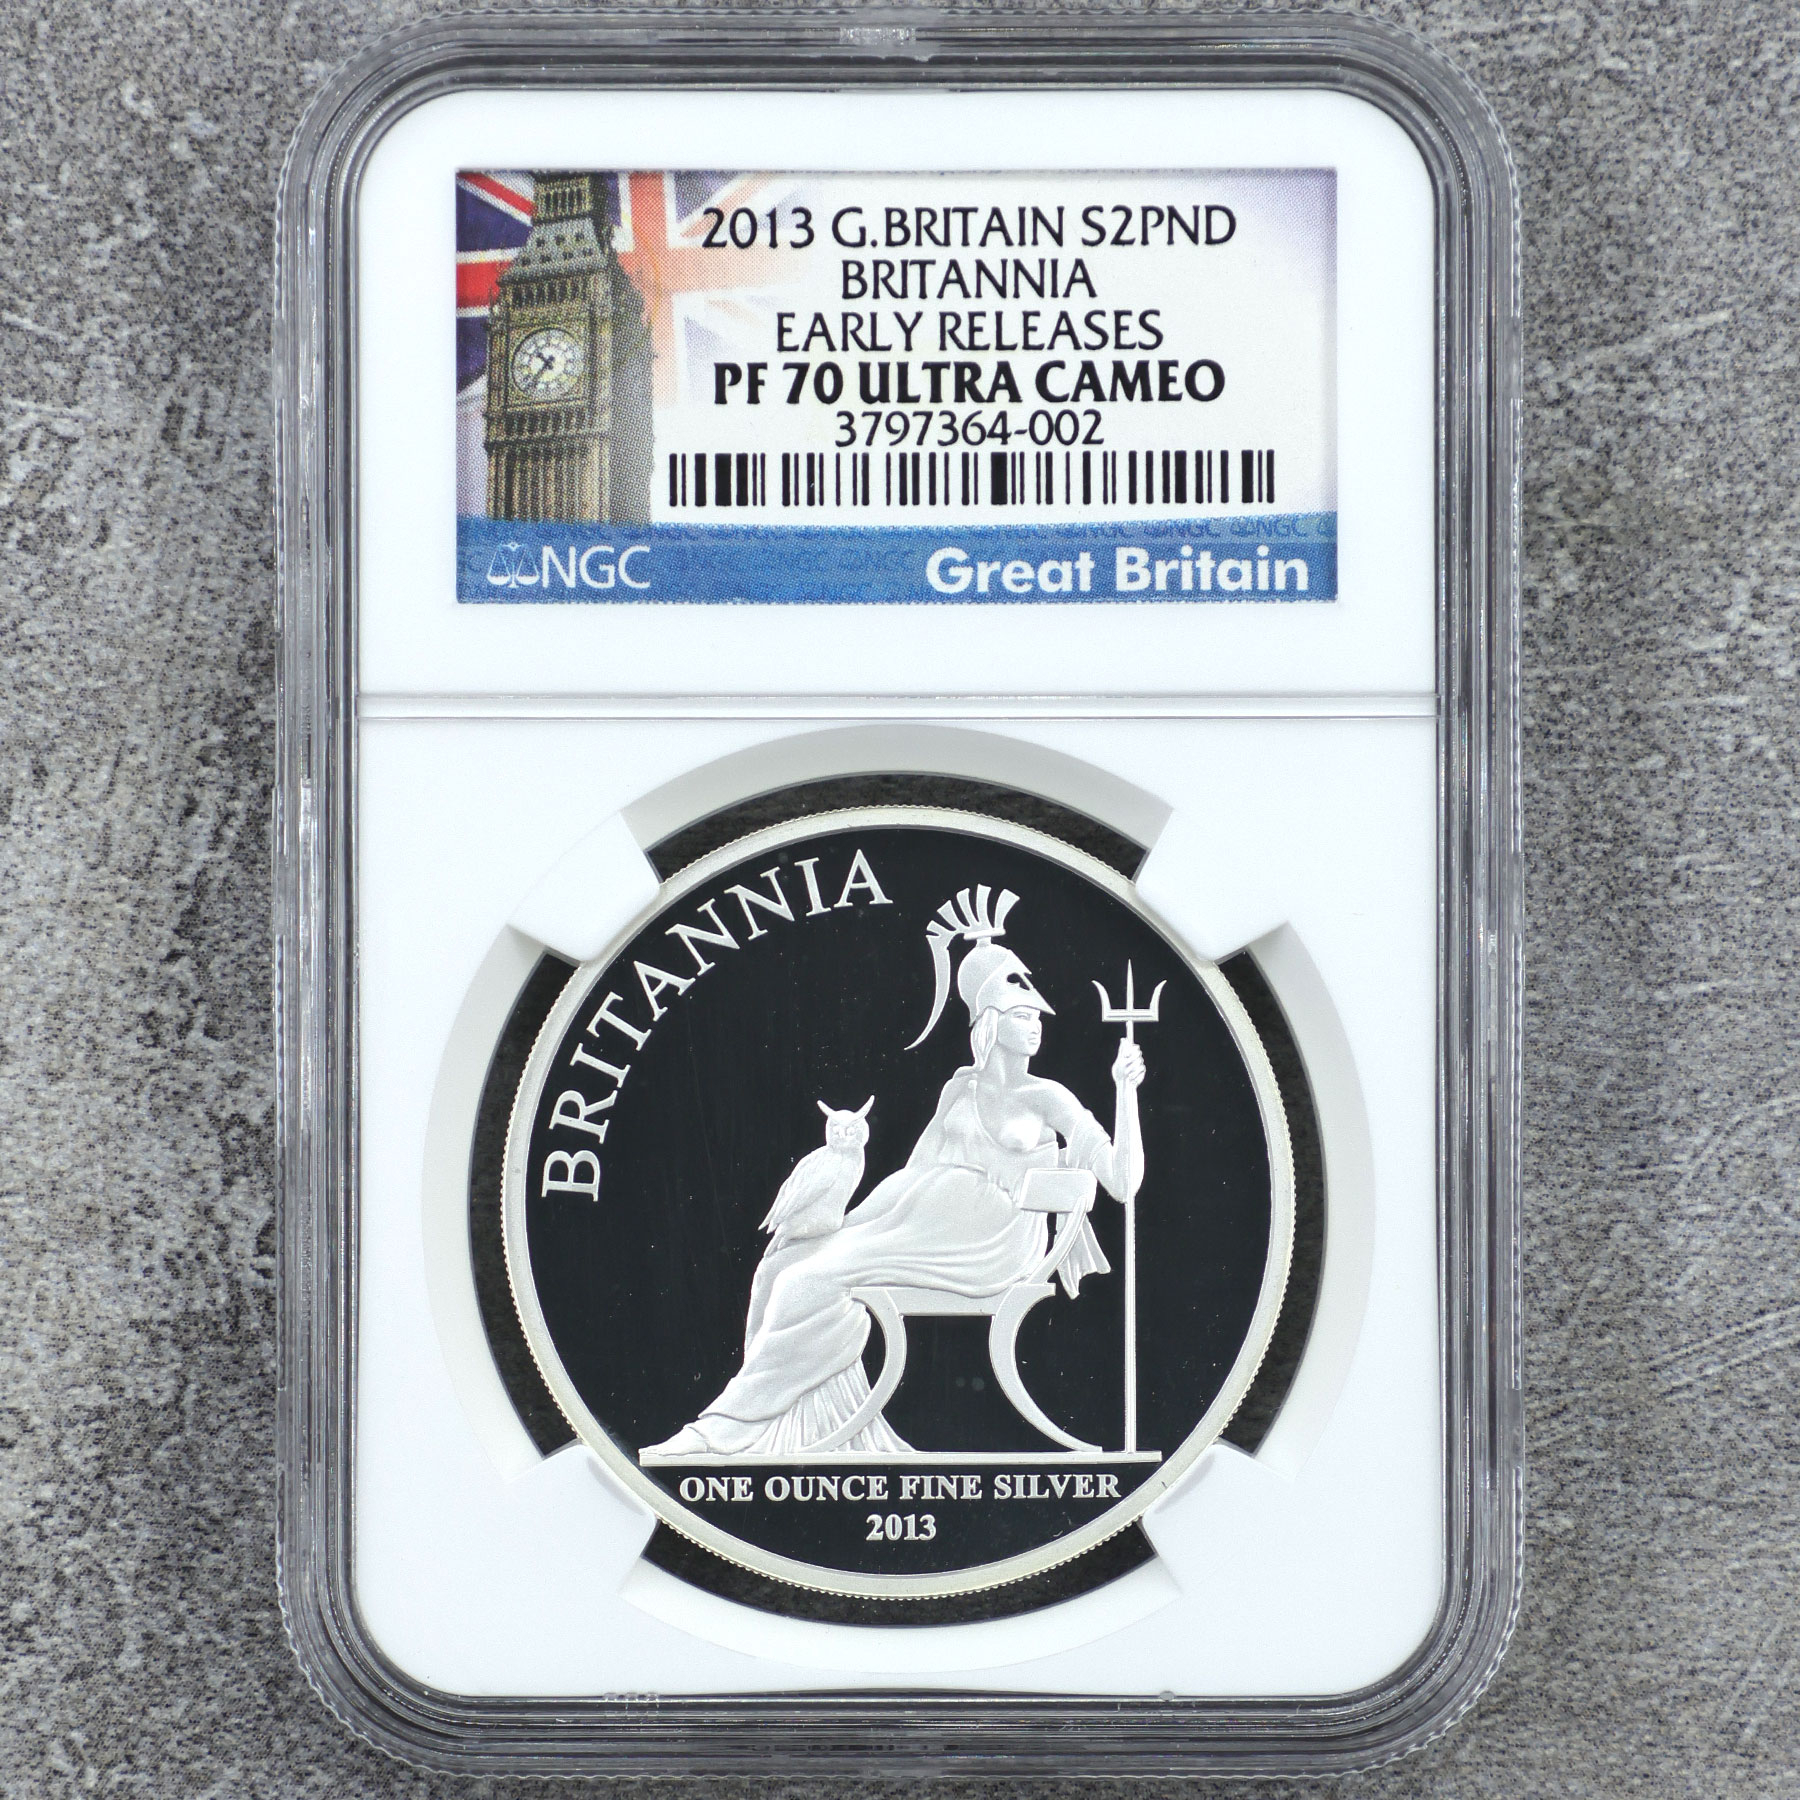 2013 G.BRITAIN S2PND
BRITANNIA
EARLY RELEASES
PF 70 ULTRA CAMEO
3797364-002
NGC
Great Britain
BRITANNIA
ONE OUNCE FINE SILVER
2013